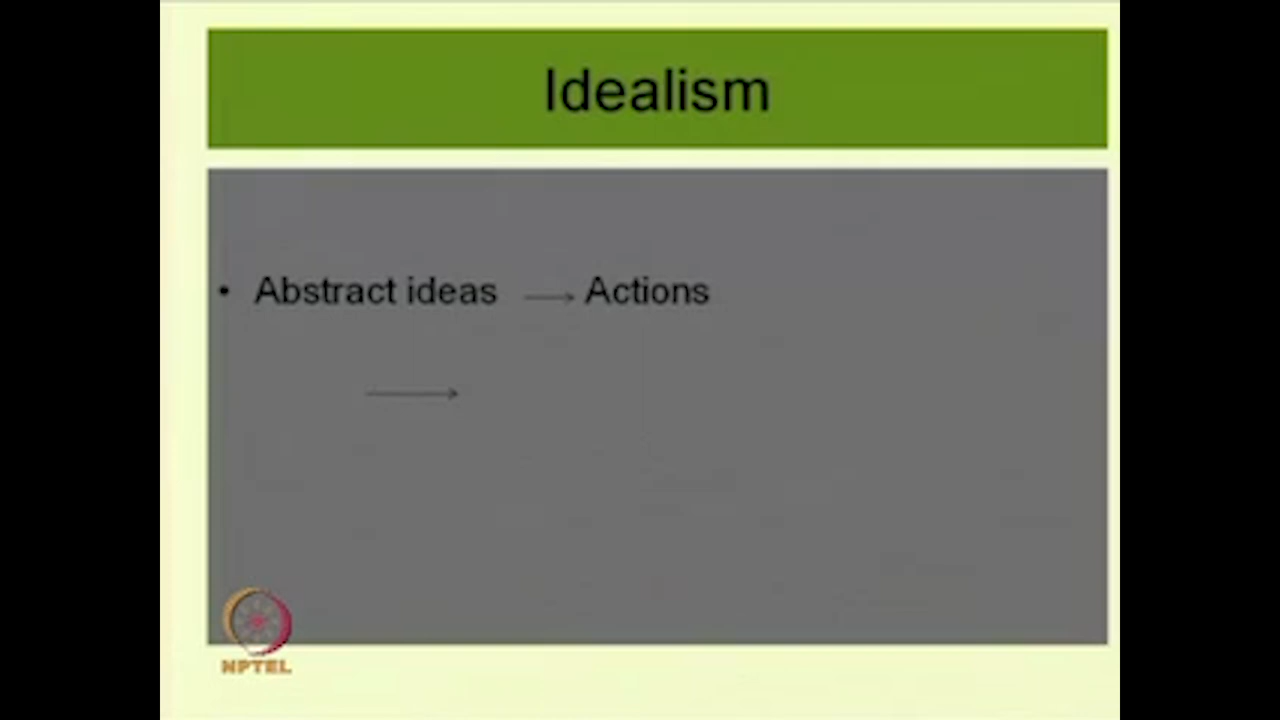 Idealism
• Abstract ideas → Actions
→
NPTEL